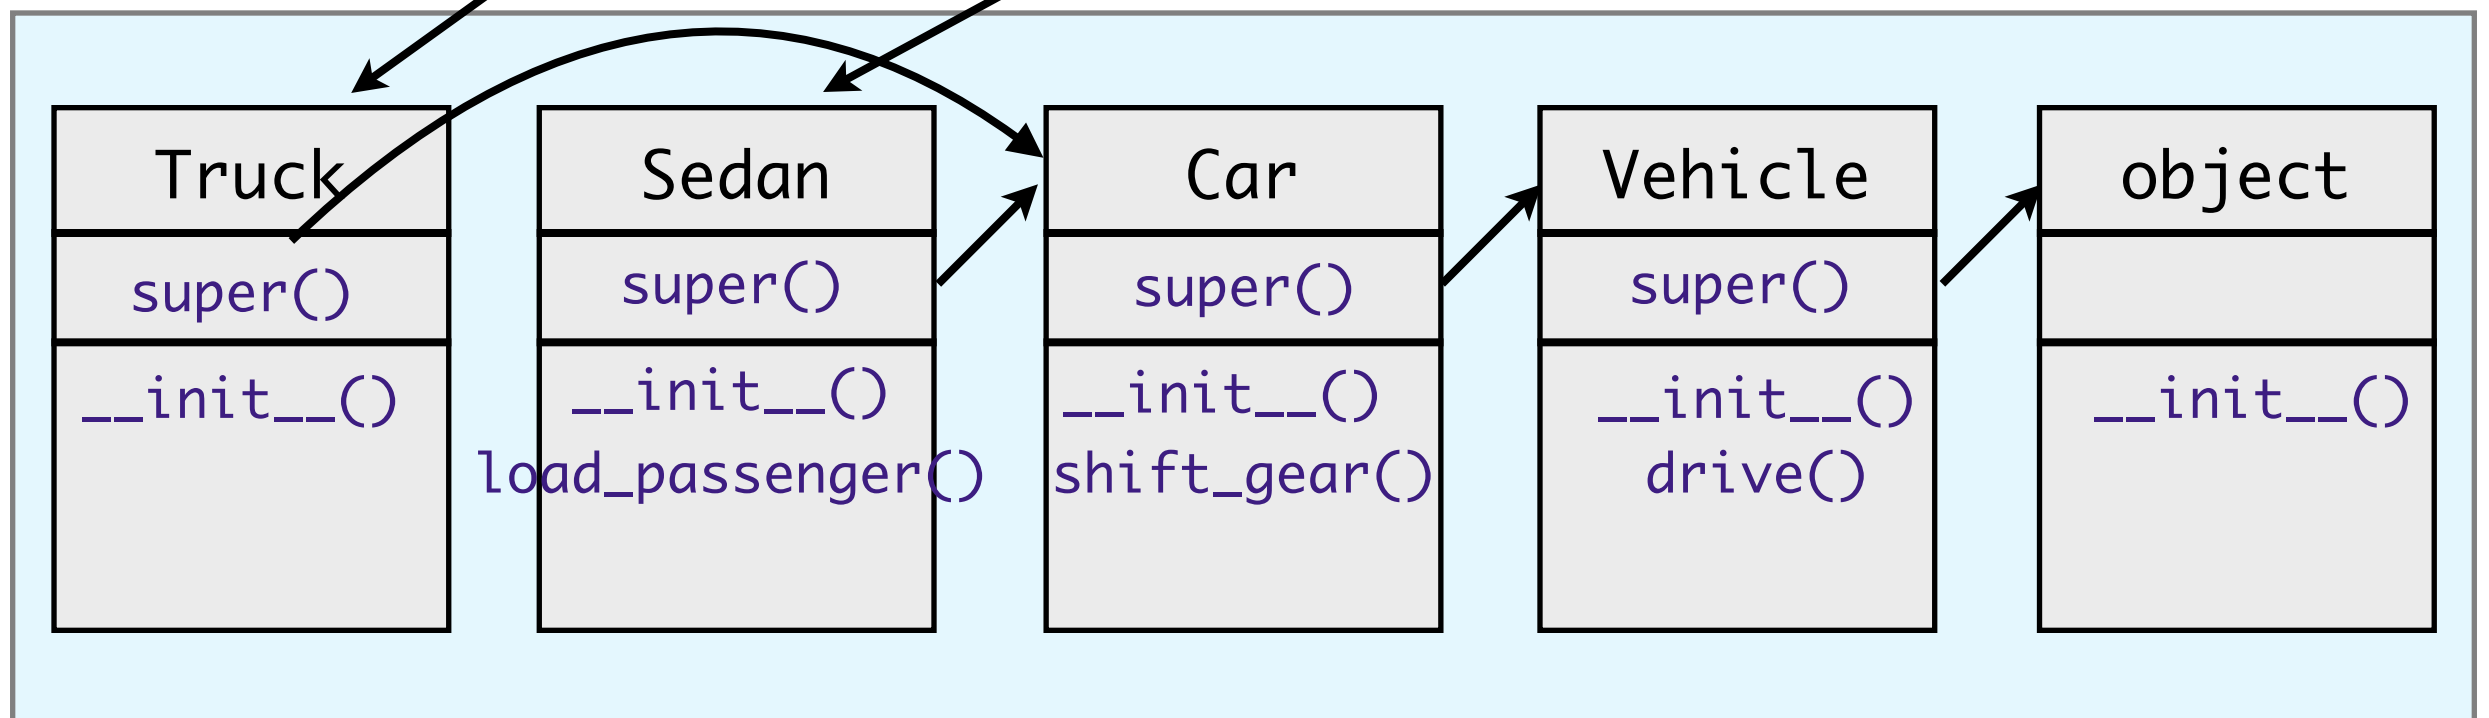 Truck
super()
__init__()
Sedan
super()
__init__()
load_passenger()
Car
super()
__init__()
shift_gear()
Vehicle
super()
__init__()
drive()
object
__init__()